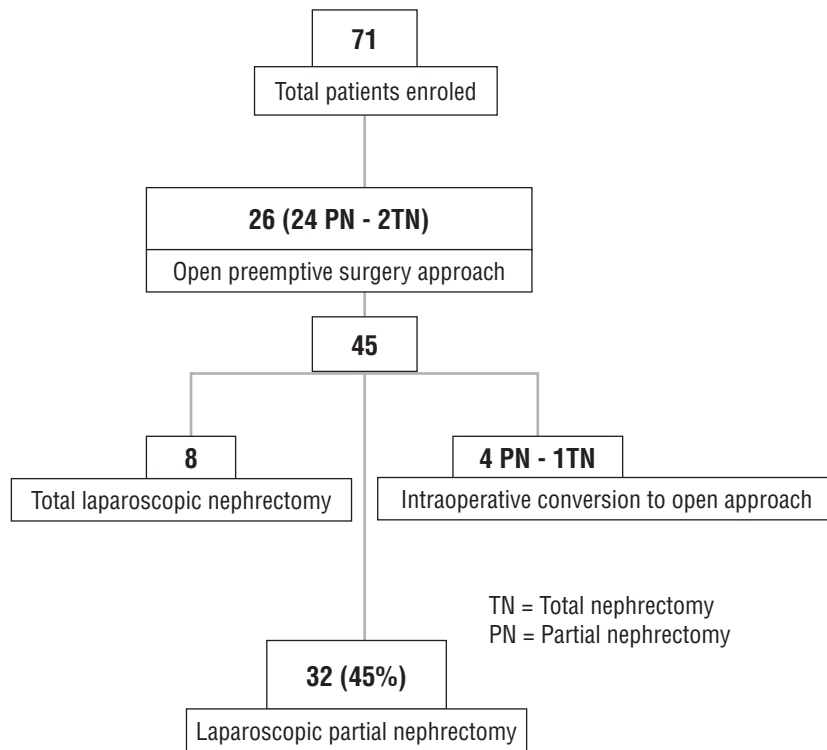 71
Total patients enroled
26 (24 PN - 2TN)
Open preemptive surgery approach
45
8
Total laparoscopic nephrectomy
4 PN - 1TN
Intraoperative conversion to open approach
TN = Total nephrectomy
PN = Partial nephrectomy
32 (45%)
Laparoscopic partial nephrectomy